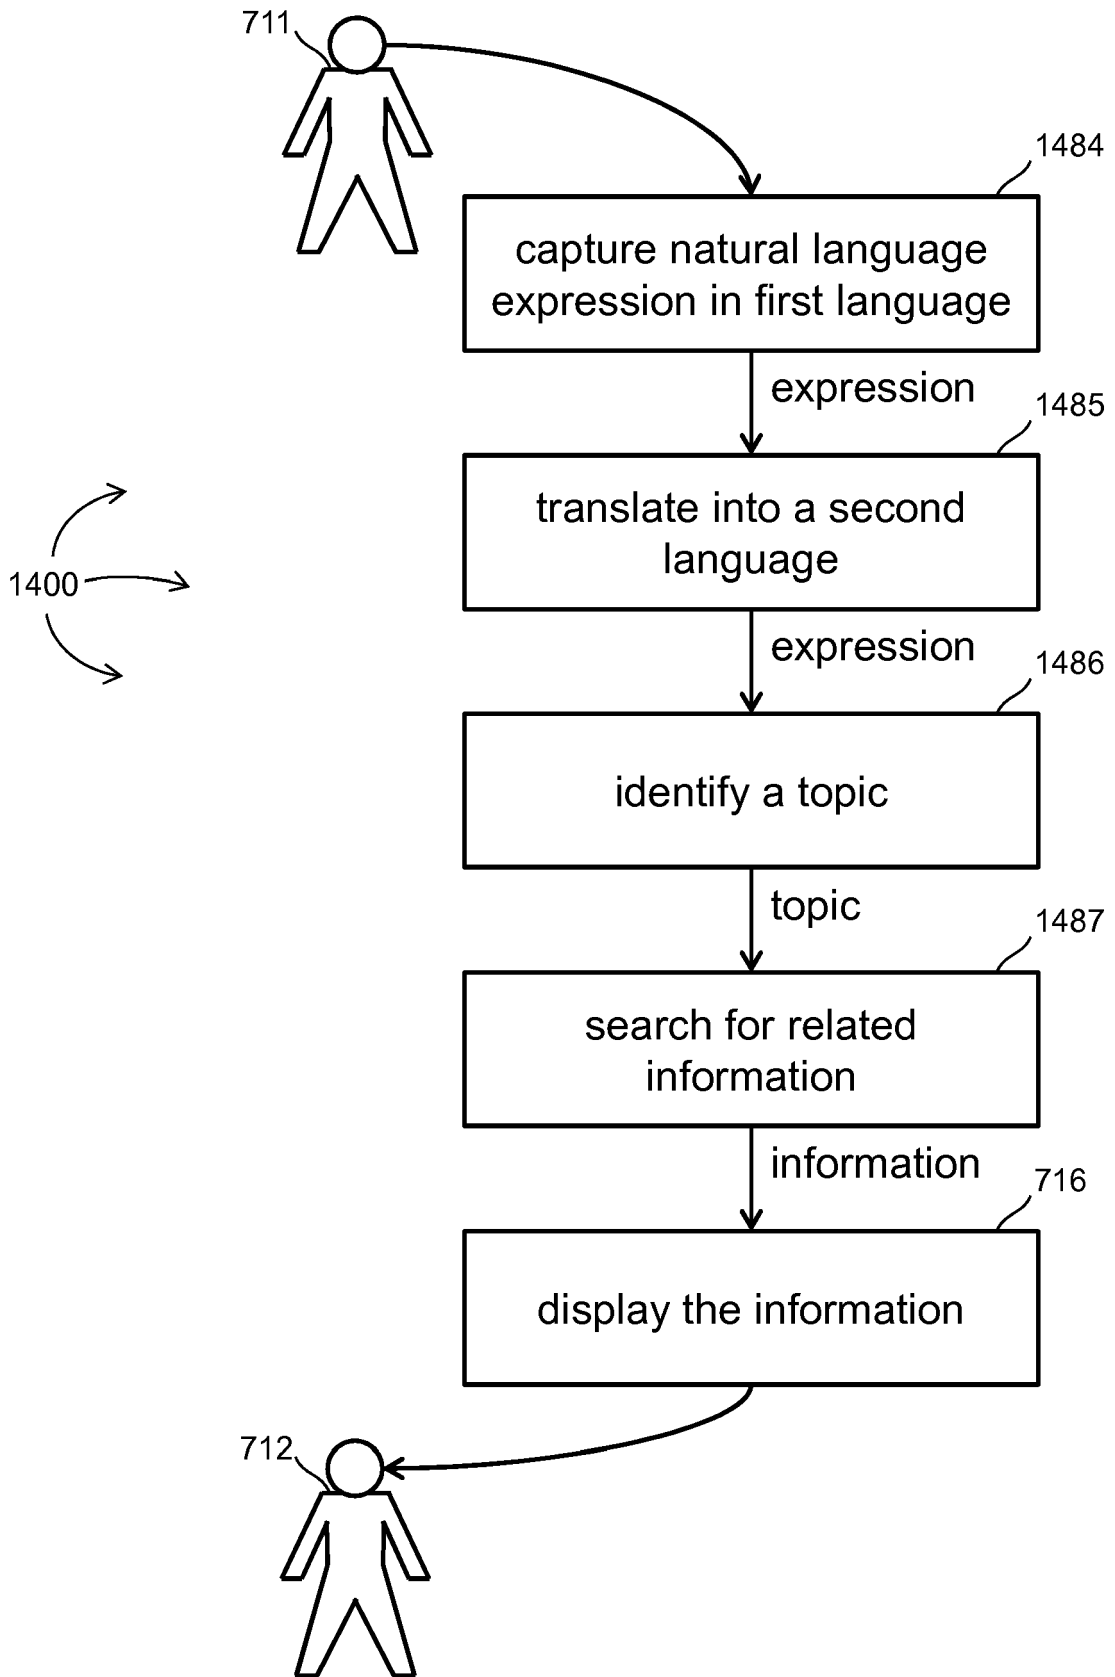 711
1484
capture natural language
expression in first language
expression
1485
translate into a second
language
1400
expression
1486
identify a topic
topic
1487
search for related
information
information
716
display the information
712